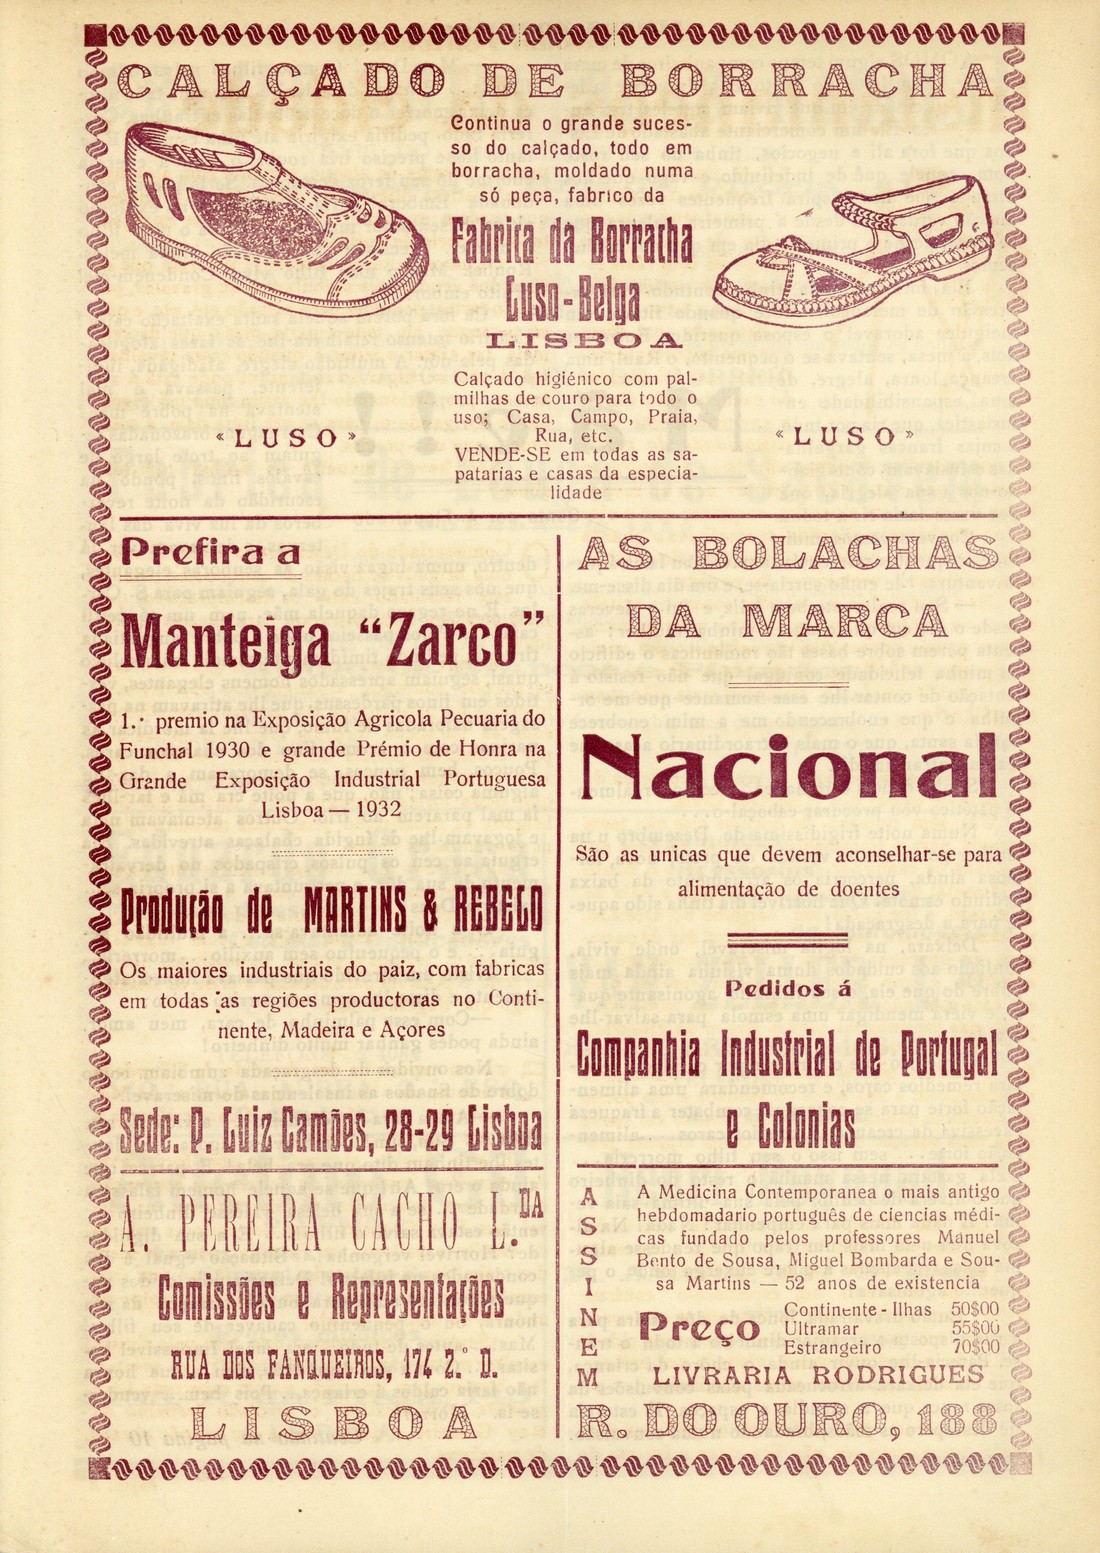 CALÇADO DE BORRACHA
Continua o grande suces-
so do calçado, todo em
borracha, moldado numa
só peça, fabrico da
Fabrica da Borracha
Luso-Belga
LISBOA
Calçado higiénico com pal-
milhas de couro para todo o
uso; Casa, Campo, Praia,
Rua, etc.
VENDE-SE em todas as sa-
patarias e casas da especia-
lidade
«LUSO»
«LUSO»
Prefira a
Manteiga “Zarco”
1.º premio na Exposição Agricola Pecuaria do
Funchal 1930 e grande Prémio de Honra na
Grande Exposição Industrial Portuguesa
Lisboa — 1932
Produção de MARTINS & REBELO
Os maiores industriais do paiz, com fabricas
em todas as regiões productoras no Conti-
nente, Madeira e Açores
Sede: P. Luiz Camões, 28-29 Lisboa
A. PEREIRA CACHO L.DA
Comissões e Representações
RUA DOS FANQUEIROS, 174 2.º D.
LISBOA
AS BOLACHAS
DA MARCA
Nacional
São as unicas que devem aconselhar-se para
alimentação de doentes
Pedidos á
Companhia Industrial de Portugal
e Colonias
ASSINEM
A Medicina Contemporanea o mais antigo
hebdomadario português de ciencias médi-
cas fundado pelos professores Manuel
Bento de Sousa, Miguel Bombarda e Sou-
sa Martins — 52 anos de existencia
Preço
Continente - Ilhas 50$00
Ultramar 55$00
Estrangeiro 70$00
LIVRARIA RODRIGUES
R. DO OURO, 188